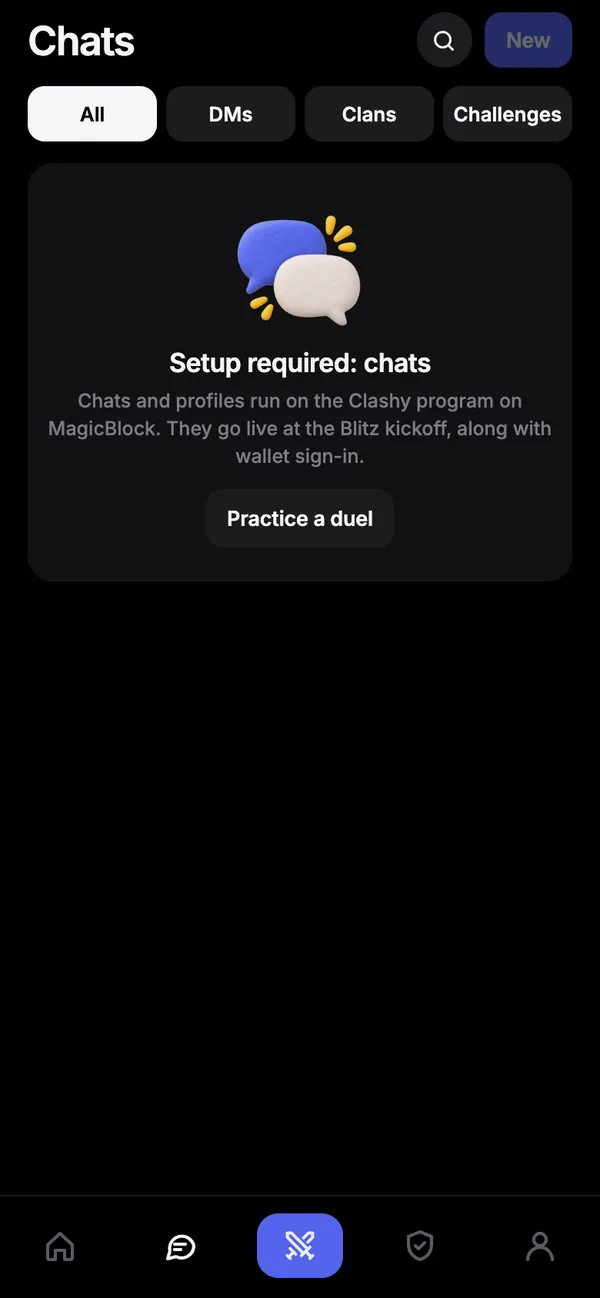 Chats
New
All
DMs
Clans
Challenges
Setup required: chats
Chats and profiles run on the Clashy program on
MagicBlock. They go live at the Blitz kickoff, along with
wallet sign-in.
Practice a duel